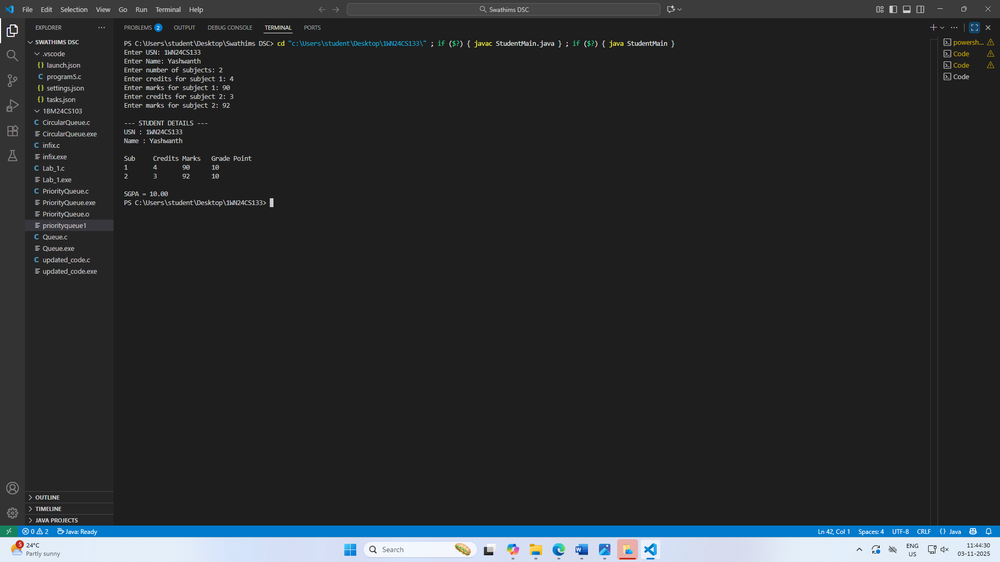 File Edit Selection View Go Run Terminal Help
Swathims DSC
EXPLORER
SWATHIMS DSC
.vscode
launch.json
program5.c
settings.json
tasks.json
1BM24CS103
CircularQueue.c
CircularQueue.exe
infix.c
infix.exe
Lab_1.c
Lab_1.exe
PriorityQueue.c
PriorityQueue.exe
PriorityQueue.o
priorityqueue1
Queue.c
Queue.exe
updated_code.c
updated_code.exe
OUTLINE
TIMELINE
JAVA PROJECTS
PROBLEMS 2 OUTPUT DEBUG CONSOLE TERMINAL PORTS
PS C:\Users\student\Desktop\Swathims DSC> cd "c:\Users\student\Desktop\1WN24CS133\" ; if ($?) { javac StudentMain.java } ; if ($?) { java StudentMain }
Enter USN: 1WN24CS133
Enter Name: Yashwanth
Enter number of subjects: 2
Enter credits for subject 1: 4
Enter marks for subject 1: 90
Enter credits for subject 2: 3
Enter marks for subject 2: 92
--- STUDENT DETAILS ---
USN : 1WN24CS133
Name : Yashwanth
Sub Credits Marks Grade Point
1 4 90 10
2 3 92 10
SGPA = 10.00
PS C:\Users\student\Desktop\1WN24CS133>
powersh...
Code
Code
Code
0 2 Java: Ready
Ln 42, Col 1 Spaces: 4 UTF-8 CRLF {} Java
5
24°C
Partly sunny
Search
ENG
US
11:44:30
03-11-2025